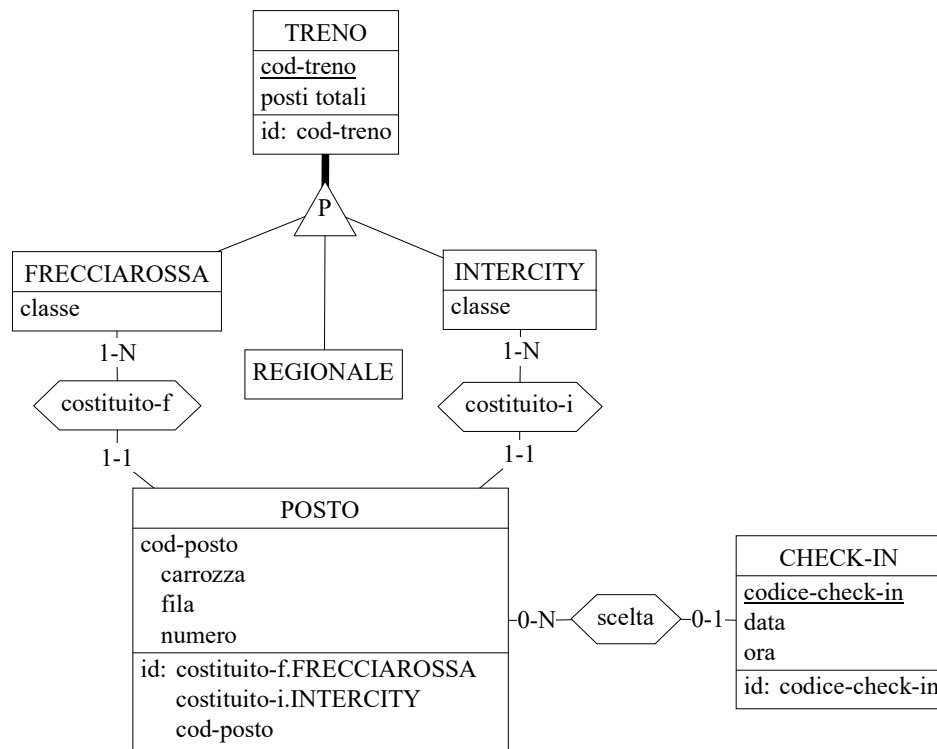 TRENO
cod-treno
posti totali
id: cod-treno
P
FRECCIAROSSA
classe
INTERCITY
classe
1-N
REGIONALE
1-N
costituito-f
costituito-i
1-1
1-1
POSTO
cod-posto
carrozza
fila
numero
id: costituito-f.FRECCIAROSSA
costituito-i.INTERCITY
cod-posto
0-N
scelta
0-1
CHECK-IN
codice-check-in
data
ora
id: codice-check-in